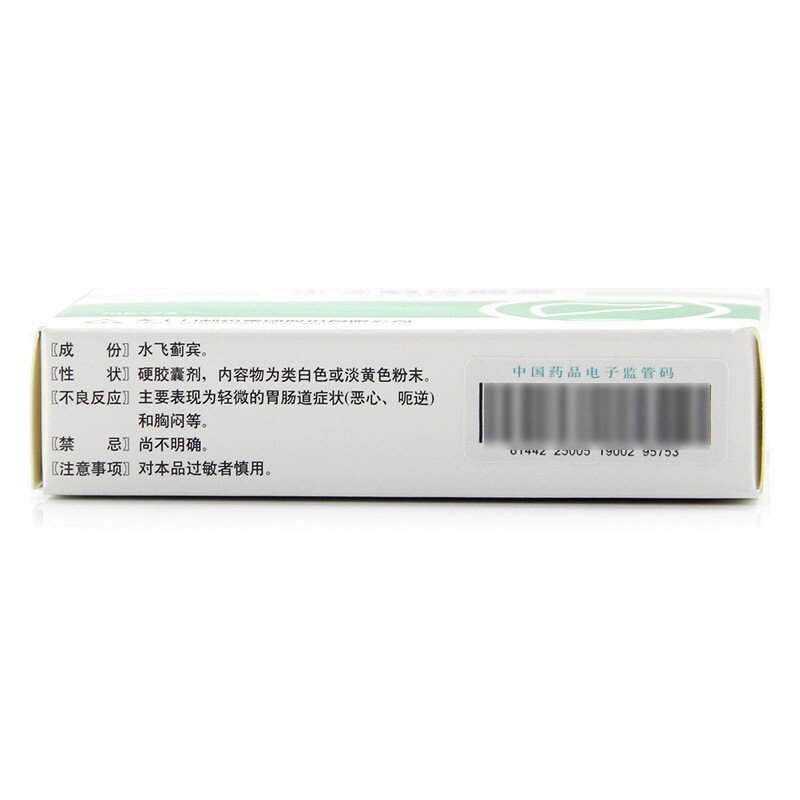 〖成　份〗水飞蓟宾。
〖性　状〗硬胶囊剂，内容物为类白色或淡黄色粉末。
〖不良反应〗主要表现为轻微的胃肠道症状(恶心、呃逆)
和胸闷等。
〖禁　忌〗尚不明确。
〖注意事项〗对本品过敏者慎用。
中国药品电子监管码
81442 25005 19002 95753